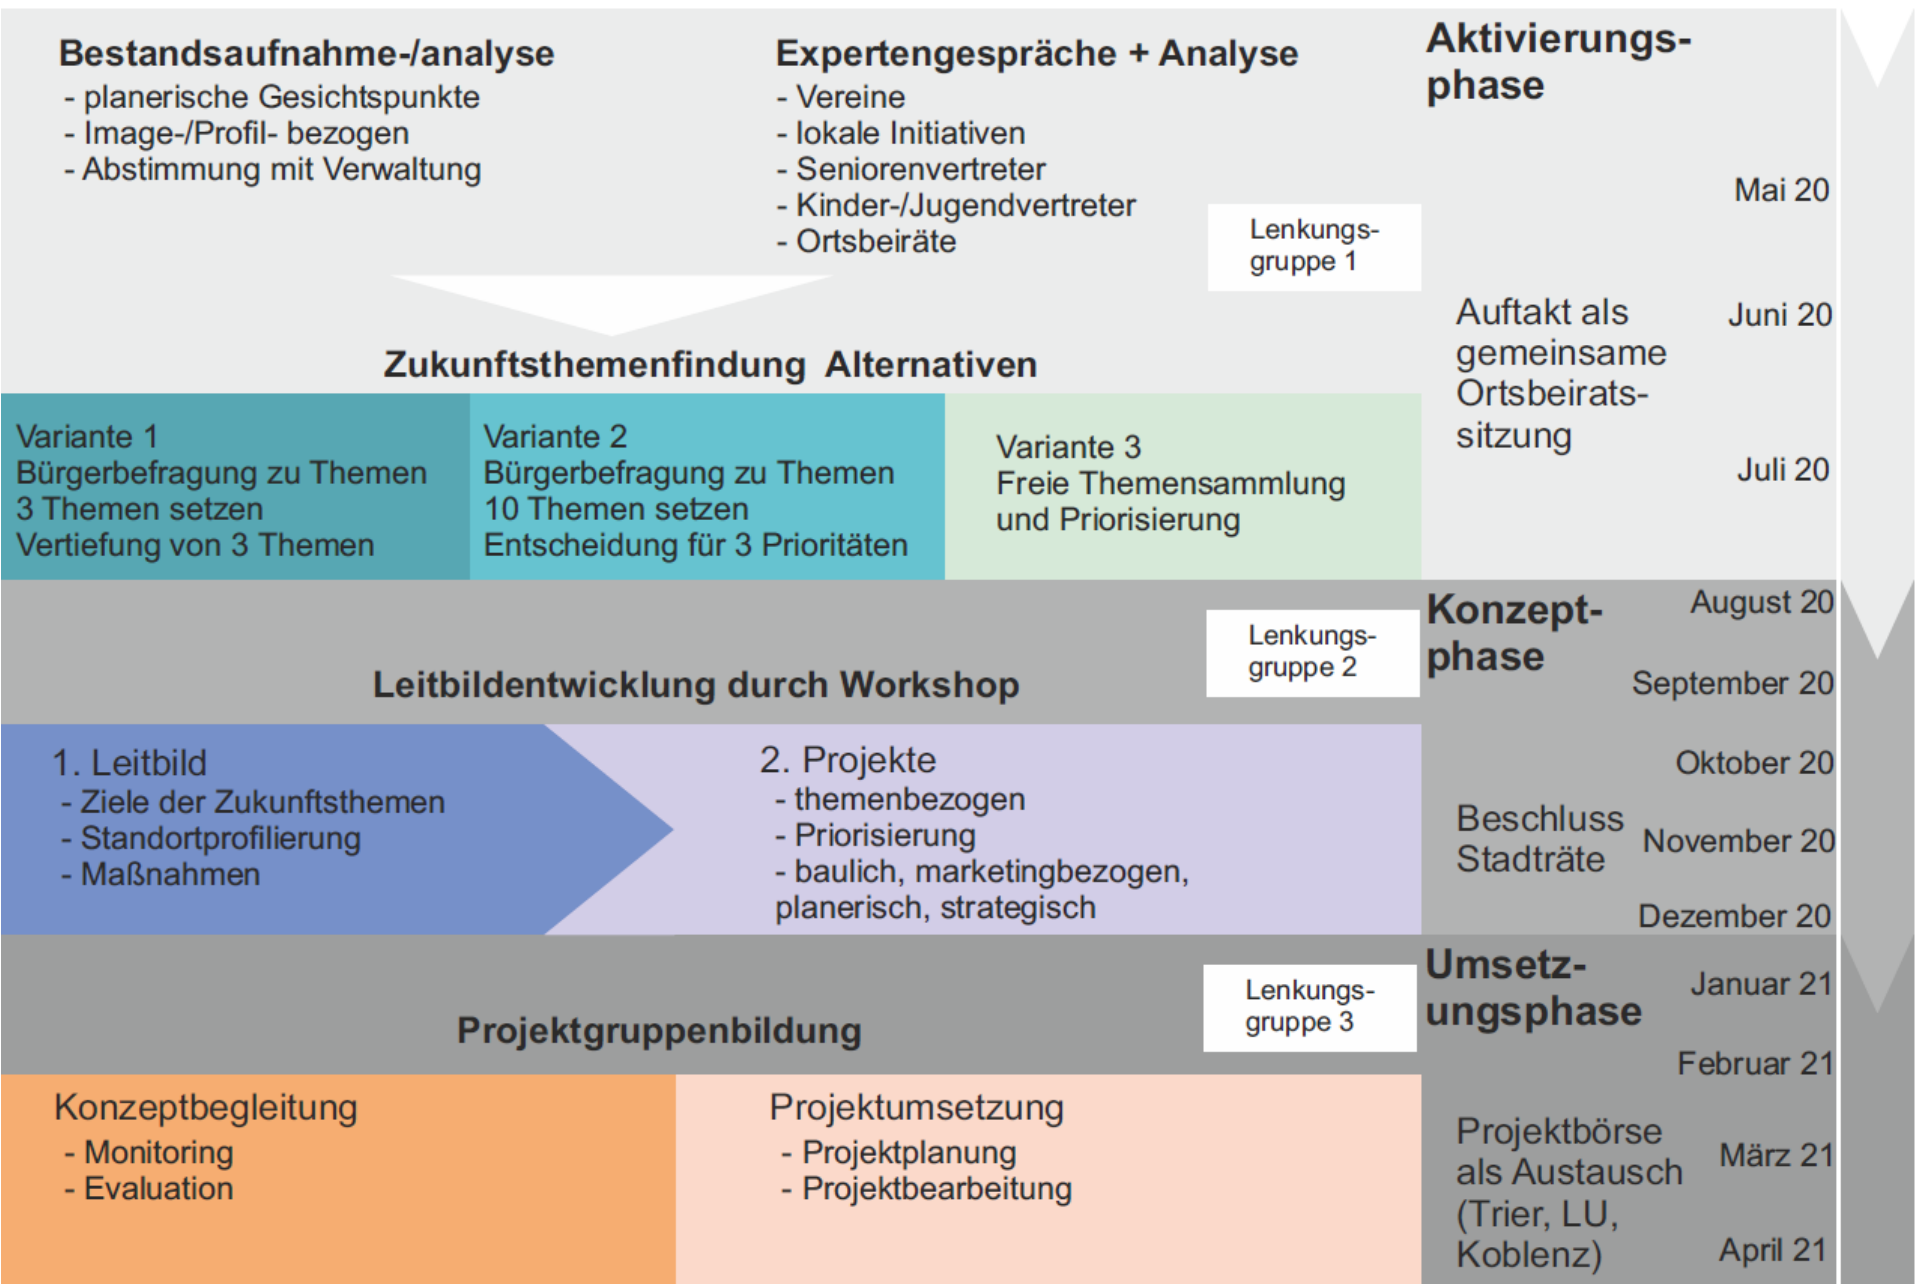 Bestandsaufnahme-/analyse
- planerische Gesichtspunkte
- Image-/Profil- bezogen
- Abstimmung mit Verwaltung
Expertengespräche + Analyse
- Vereine
- lokale Initiativen
- Seniorenvertreter
- Kinder-/Jugendvertreter
- Ortsbeiräte
Lenkungs-
gruppe 1
Aktivierungs-
phase
Mai 20
Auftakt als
gemeinsame
Ortsbeirats-
sitzung
Juni 20
Juli 20
Zukunftsthemenfindung Alternativen
Variante 1
Bürgerbefragung zu Themen
3 Themen setzen
Vertiefung von 3 Themen
Variante 2
Bürgerbefragung zu Themen
10 Themen setzen
Entscheidung für 3 Prioritäten
Variante 3
Freie Themensammlung
und Priorisierung
Leitbildentwicklung durch Workshop
Lenkungs-
gruppe 2
Konzept-
phase
August 20
September 20
Oktober 20
Beschluss
Stadträte
November 20
Dezember 20
1. Leitbild
- Ziele der Zukunftsthemen
- Standortprofilierung
- Maßnahmen
2. Projekte
- themenbezogen
- Priorisierung
- baulich, marketingbezogen,
planerisch, strategisch
Projektgruppenbildung
Lenkungs-
gruppe 3
Umsetz-
ungsphase
Januar 21
Februar 21
Projektbörse
als Austausch
(Trier, LU,
Koblenz)
März 21
April 21
Konzeptbegleitung
- Monitoring
- Evaluation
Projektumsetzung
- Projektplanung
- Projektbearbeitung